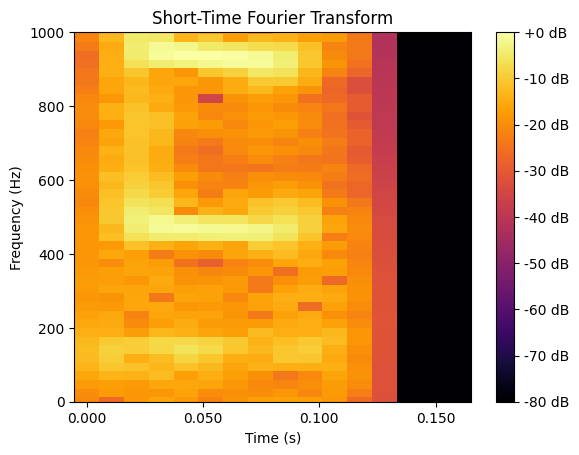 Short-Time Fourier Transform
1000
800
600
400
200
0
Frequency (Hz)
0.000
0.050
0.100
0.150
Time (s)
+0 dB
-10 dB
-20 dB
-30 dB
-40 dB
-50 dB
-60 dB
-70 dB
-80 dB